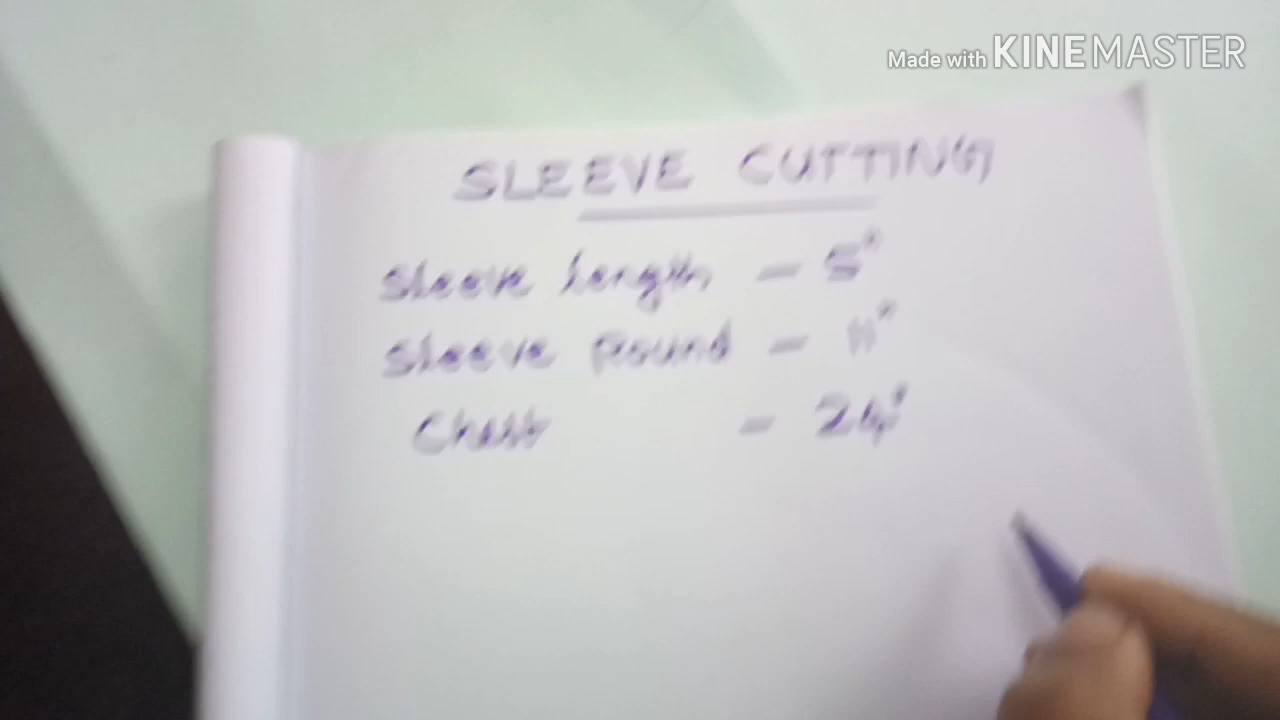 Made with KINEMASTER
SLEEVE CUTTING
Sleeve length - 5"
Sleeve Round - 11"
Chest - 24"